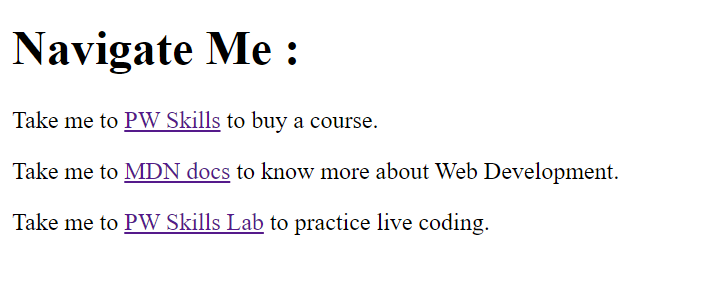 Navigate Me :
Take me to PW Skills to buy a course.
Take me to MDN docs to know more about Web Development.
Take me to PW Skills Lab to practice live coding.